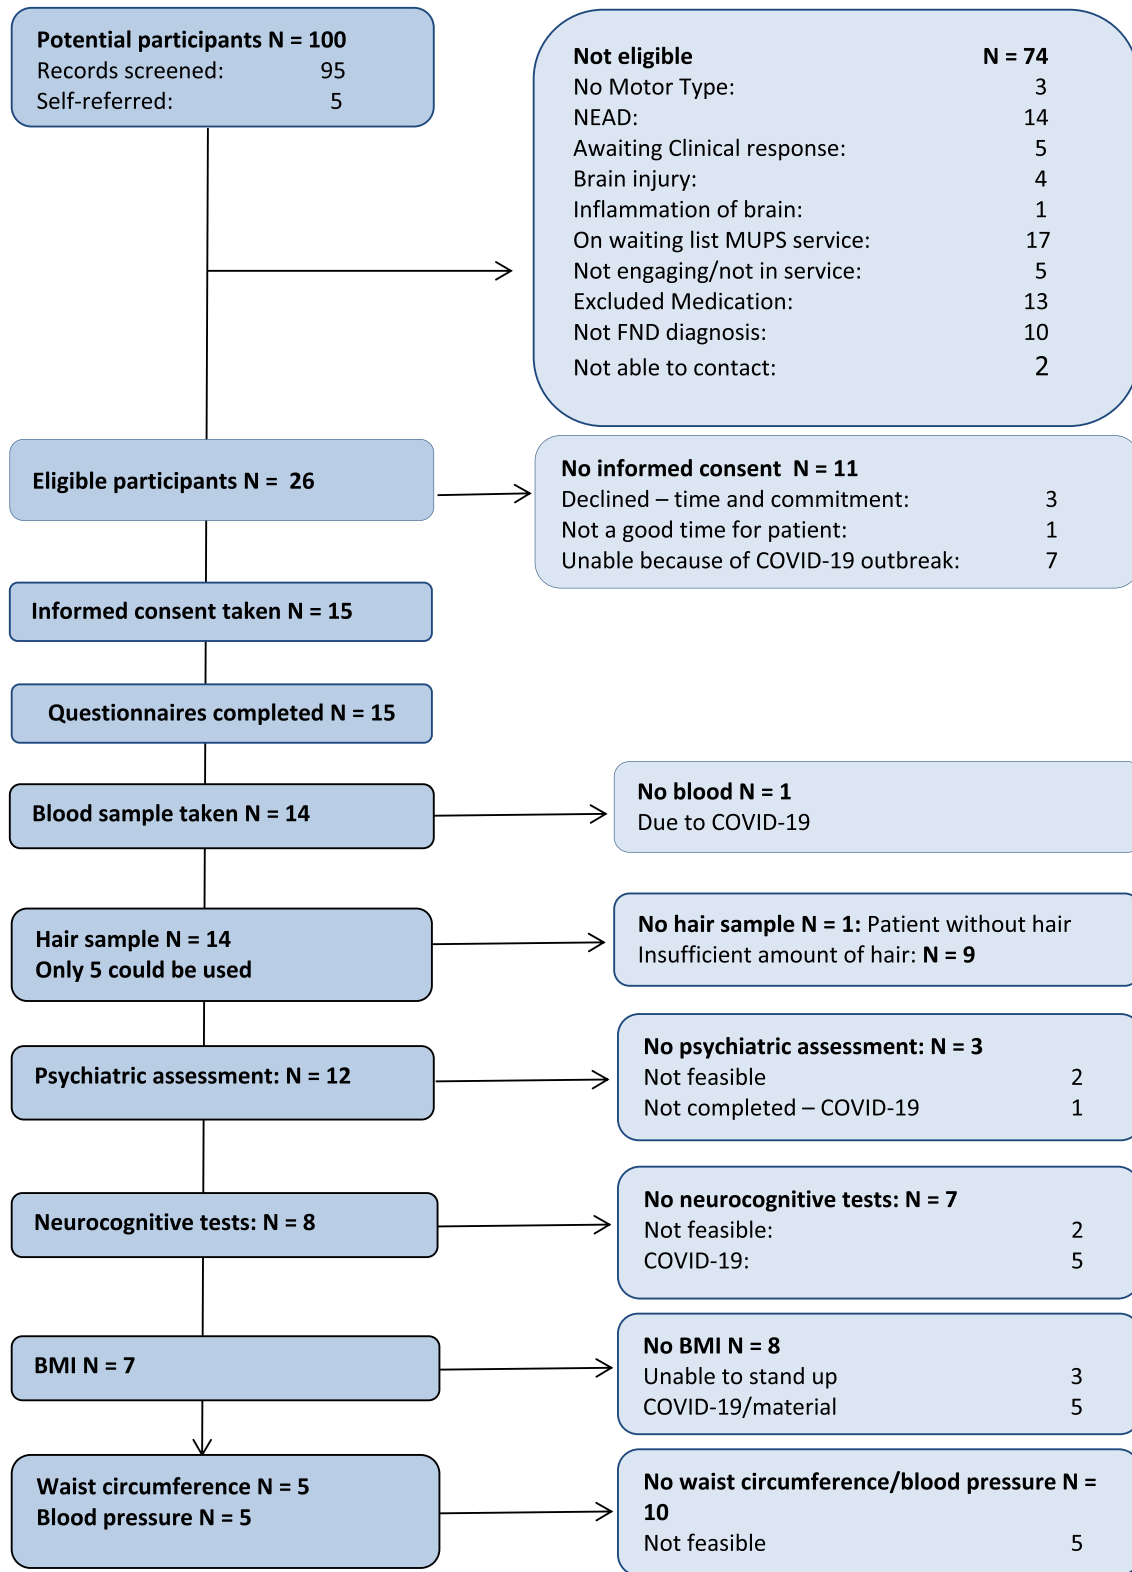 Potential participants N = 100
Records screened: 95
Self-referred: 5
Not eligible N = 74
No Motor Type: 3
NEAD: 14
Awaiting Clinical response: 5
Brain injury: 4
Inflammation of brain: 1
On waiting list MUPS service: 17
Not engaging/not in service: 5
Excluded Medication: 13
Not FND diagnosis: 10
Not able to contact: 2
Eligible participants N = 26
No informed consent N = 11
Declined – time and commitment: 3
Not a good time for patient: 1
Unable because of COVID-19 outbreak: 7
Informed consent taken N = 15
Questionnaires completed N = 15
Blood sample taken N = 14
No blood N = 1
Due to COVID-19
Hair sample N = 14
Only 5 could be used
No hair sample N = 1: Patient without hair
Insufficient amount of hair: N = 9
Psychiatric assessment: N = 12
No psychiatric assessment: N = 3
Not feasible 2
Not completed – COVID-19 1
Neurocognitive tests: N = 8
No neurocognitive tests: N = 7
Not feasible: 2
COVID-19: 5
BMI N = 7
No BMI N = 8
Unable to stand up 3
COVID-19/material 5
Waist circumference N = 5
Blood pressure N = 5
No waist circumference/blood pressure N =
10
Not feasible 5